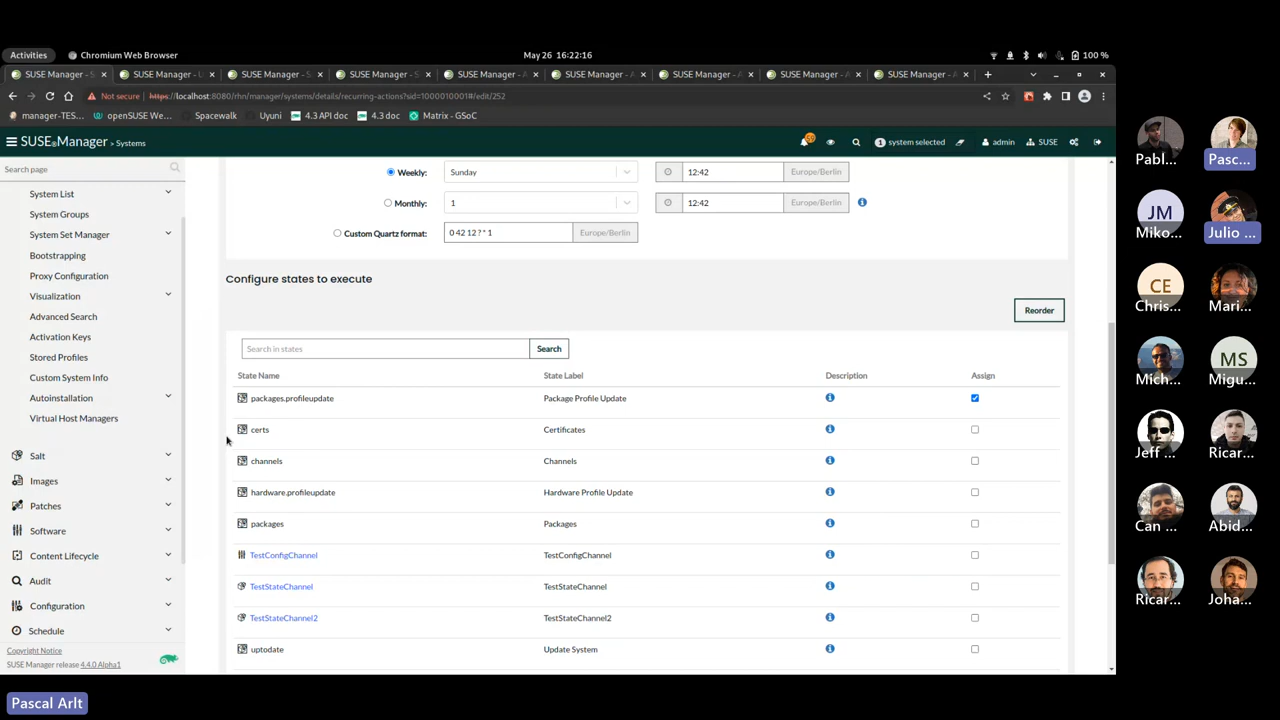 Activities
Chromium Web Browser
May 26 16:22:16
100 %
SUSE Manager - S
SUSE Manager - L
SUSE Manager - S
SUSE Manager - S
SUSE Manager - A
SUSE Manager - A
SUSE Manager - A
SUSE Manager - A
SUSE Manager - A
Not secure
https://localhost:8080/rhn/manager/systems/details/recurring-actions?sid=1000010001#/edit/252
manager-TES...
openSUSE We...
Spacewalk
Uyuni
4.3 API doc
4.3 doc
Matrix - GSoC
SUSE Manager › Systems
1 system selected
admin
SUSE
Search page
System List
System Groups
System Set Manager
Bootstrapping
Proxy Configuration
Visualization
Advanced Search
Activation Keys
Stored Profiles
Custom System Info
Autoinstallation
Virtual Host Managers
Salt
Images
Patches
Software
Content Lifecycle
Audit
Configuration
Schedule
Copyright Notice
SUSE Manager release 4.4.0 Alpha1
Weekly: Sunday 12:42 Europe/Berlin
Monthly: 1 12:42 Europe/Berlin
Custom Quartz format: 0 42 12 ? * 1 Europe/Berlin
Configure states to execute
Reorder
Search in states Search
State Name State Label Description Assign
packages.profileupdate Package Profile Update
certs Certificates
channels Channels
hardware.profileupdate Hardware Profile Update
packages Packages
TestConfigChannel TestConfigChannel
TestStateChannel TestStateChannel
TestStateChannel2 TestStateChannel2
uptodate Update System
Pabl...
Pasc...
JM
Miko...
Julio ...
CE
Chris...
Mari...
Mich...
MS
Migu...
Jeff ...
Ricar...
Can ...
Abid...
Ricar...
Joha...
Pascal Arlt